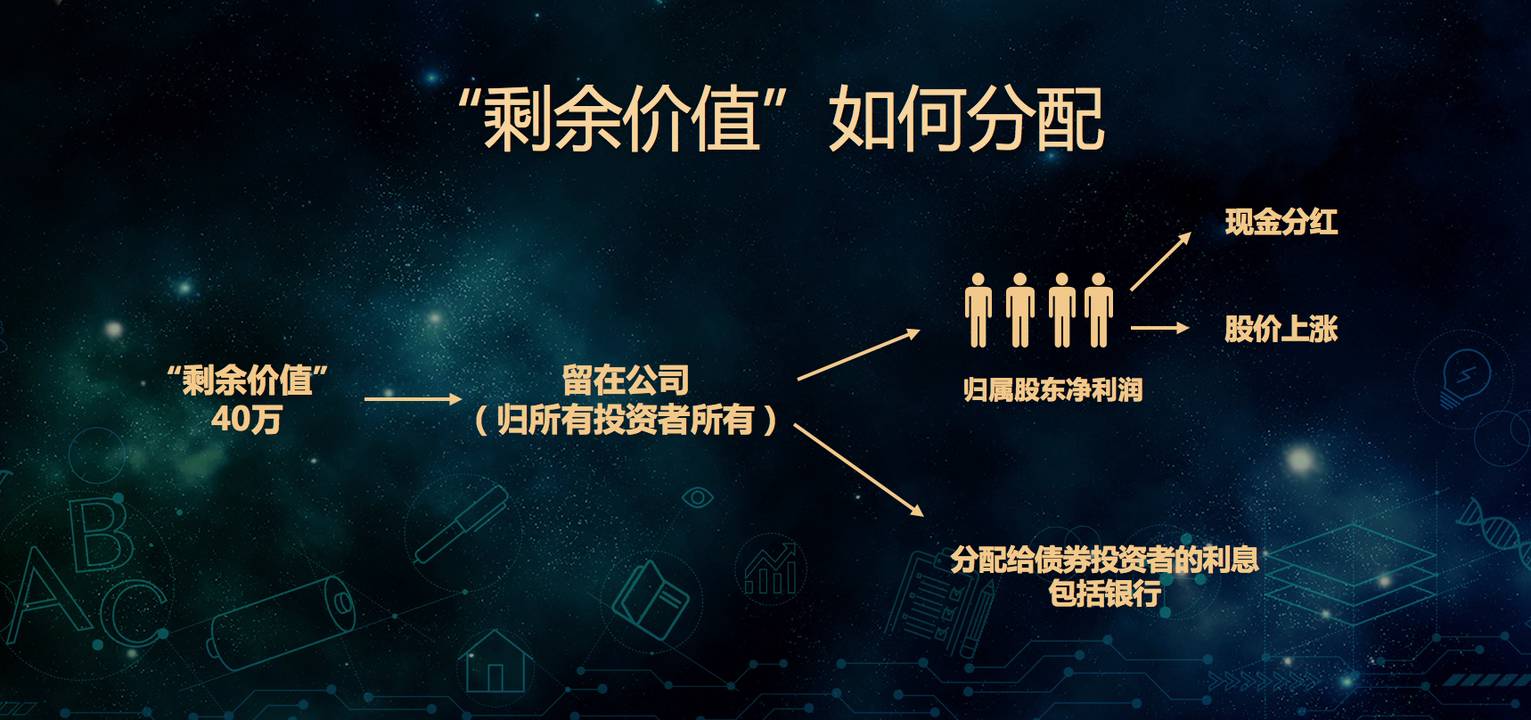 “剩余价值”如何分配
现金分红
股价上涨
归属股东净利润
“剩余价值”
40万
留在公司
（归所有投资者所有）
分配给债券投资者的利息
包括银行
A
B
C